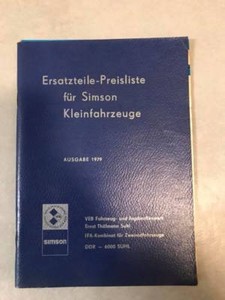 Ersatzteile-Preisliste
für Simson
Kleinfahrzeuge
AUSGABE 1979
VEB Fahrzeug- und Jagdwaffenwerk
Ernst Thälmann Suhl
IFA-Kombinat für Zweiradfahrzeuge
DDR — 6000 SUHL
SIMSON